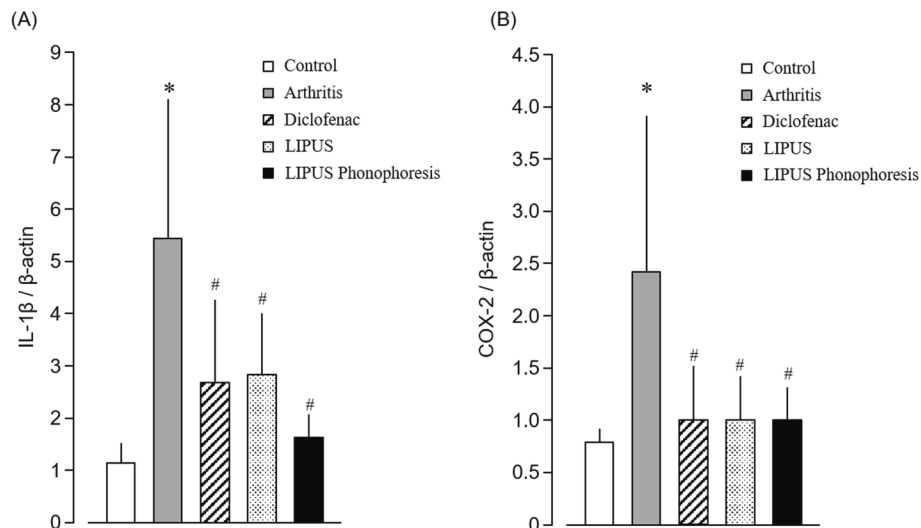 (A)
IL-1β / β-actin
9
8
7
6
5
4
3
2
1
0
*
#
#
#
Control
Arthritis
Diclofenac
LIPUS
LIPUS Phonophoresis
(B)
COX-2 / β-actin
4.5
4.0
3.5
3.0
2.5
2.0
1.5
1.0
0.5
0
*
#
#
#
Control
Arthritis
Diclofenac
LIPUS
LIPUS Phonophoresis